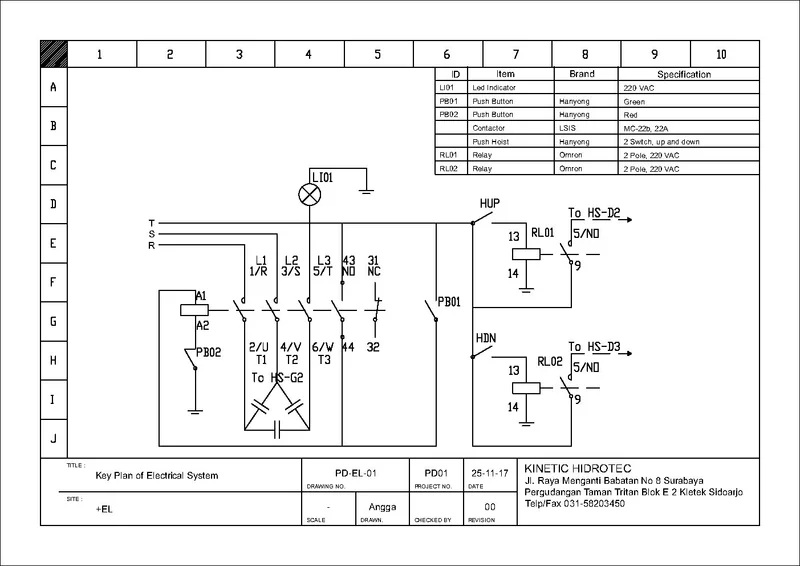 1 2 3 4 5 6 7 8 9 10
A
B
C
D
E
F
G
H
I
J
ID Item Brand Specification
LI01 Led Indicator 220 VAC
PB01 Push Button Hanyong Green
PB02 Push Button Hanyong Red
Contactor LSIS MC-22b, 22A
Push Hoist Hanyong 2 Swtch, up and down
RL01 Relay Omron 2 Pole, 220 VAC
RL02 Relay Omron 2 Pole, 220 VAC
LI01
T
S
R
L1
1/R
L2
3/S
L3
5/T
43
NO
31
NC
A1
A2
PB02
2/U
T1
4/V
T2
6/W
T3
44
32
To HS-G2
PB01
HUP
13
14
RL01
To HS-D2
5/NO
9
HDN
13
14
RL02
To HS-D3
5/NO
9
TITLE :
Key Plan of Electrical System
SITE :
+EL
PD-EL-01
DRAWING NO.
PD01
PROJECT NO.
25-11-17
DATE
-
SCALE
Angga
DRAWN.
CHECKED BY
00
REVISION
KINETIC HIDROTEC
Jl. Raya Menganti Babatan No 8 Surabaya
Pergudangan Taman Tritan Blok E 2 Kletek Sidoarjo
Telp/Fax 031-58203450